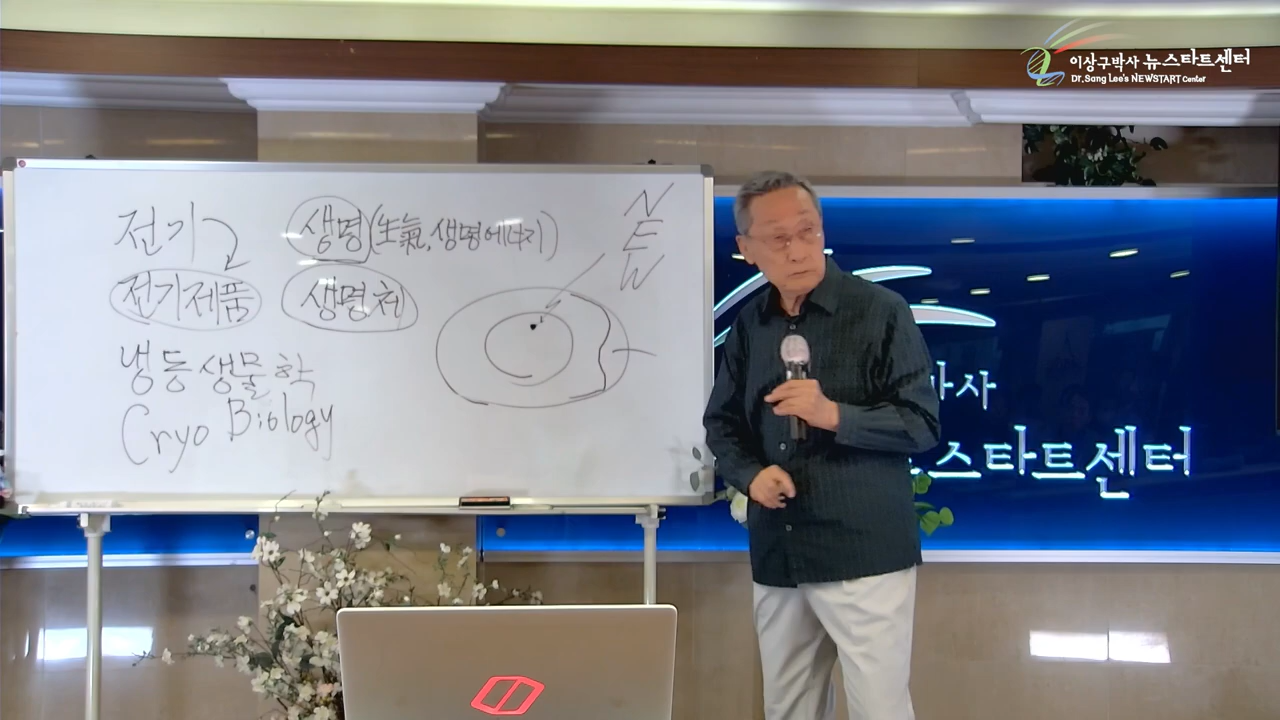 이상구박사 뉴스타트센터
Dr. Sang Lee's NEWSTART Center
전기 생명(生氣, 생명에너지)
전기제품 생명체
냉동생물학
Cryo Biology
N
E
W
박사
뉴스타트센터